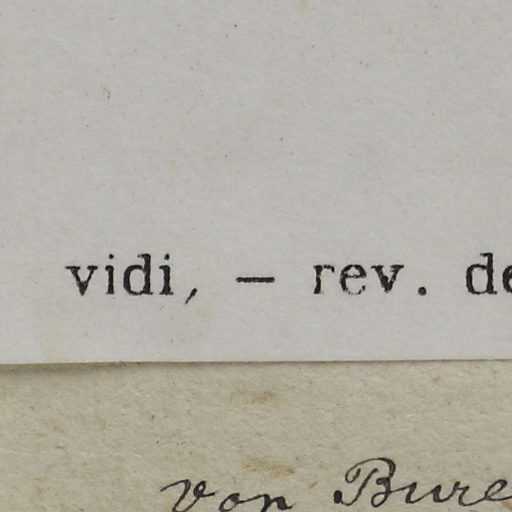 vidi, — rev. de
von Bure